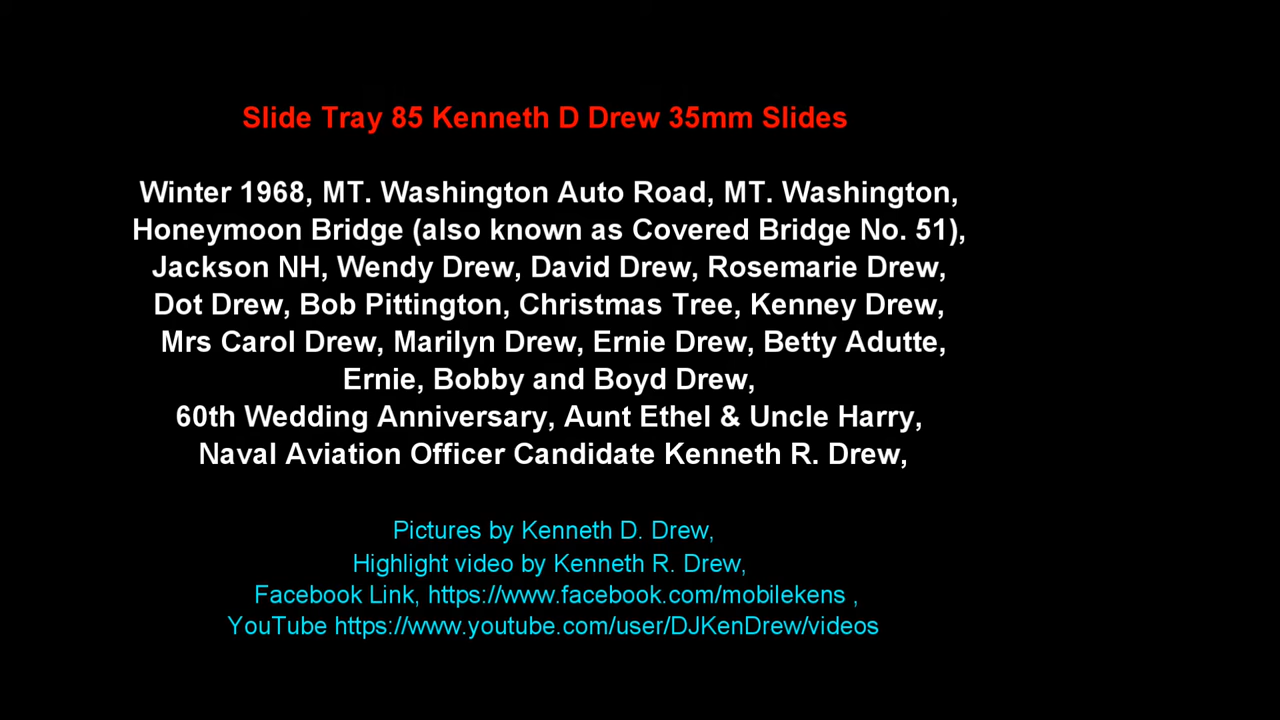 Slide Tray 85 Kenneth D Drew 35mm Slides
Winter 1968, MT. Washington Auto Road, MT. Washington,
Honeymoon Bridge (also known as Covered Bridge No. 51),
Jackson NH, Wendy Drew, David Drew, Rosemarie Drew,
Dot Drew, Bob Pittington, Christmas Tree, Kenney Drew,
Mrs Carol Drew, Marilyn Drew, Ernie Drew, Betty Adutte,
Ernie, Bobby and Boyd Drew,
60th Wedding Anniversary, Aunt Ethel & Uncle Harry,
Naval Aviation Officer Candidate Kenneth R. Drew,
Pictures by Kenneth D. Drew,
Highlight video by Kenneth R. Drew,
Facebook Link, https://www.facebook.com/mobilekens ,
YouTube https://www.youtube.com/user/DJKenDrew/videos